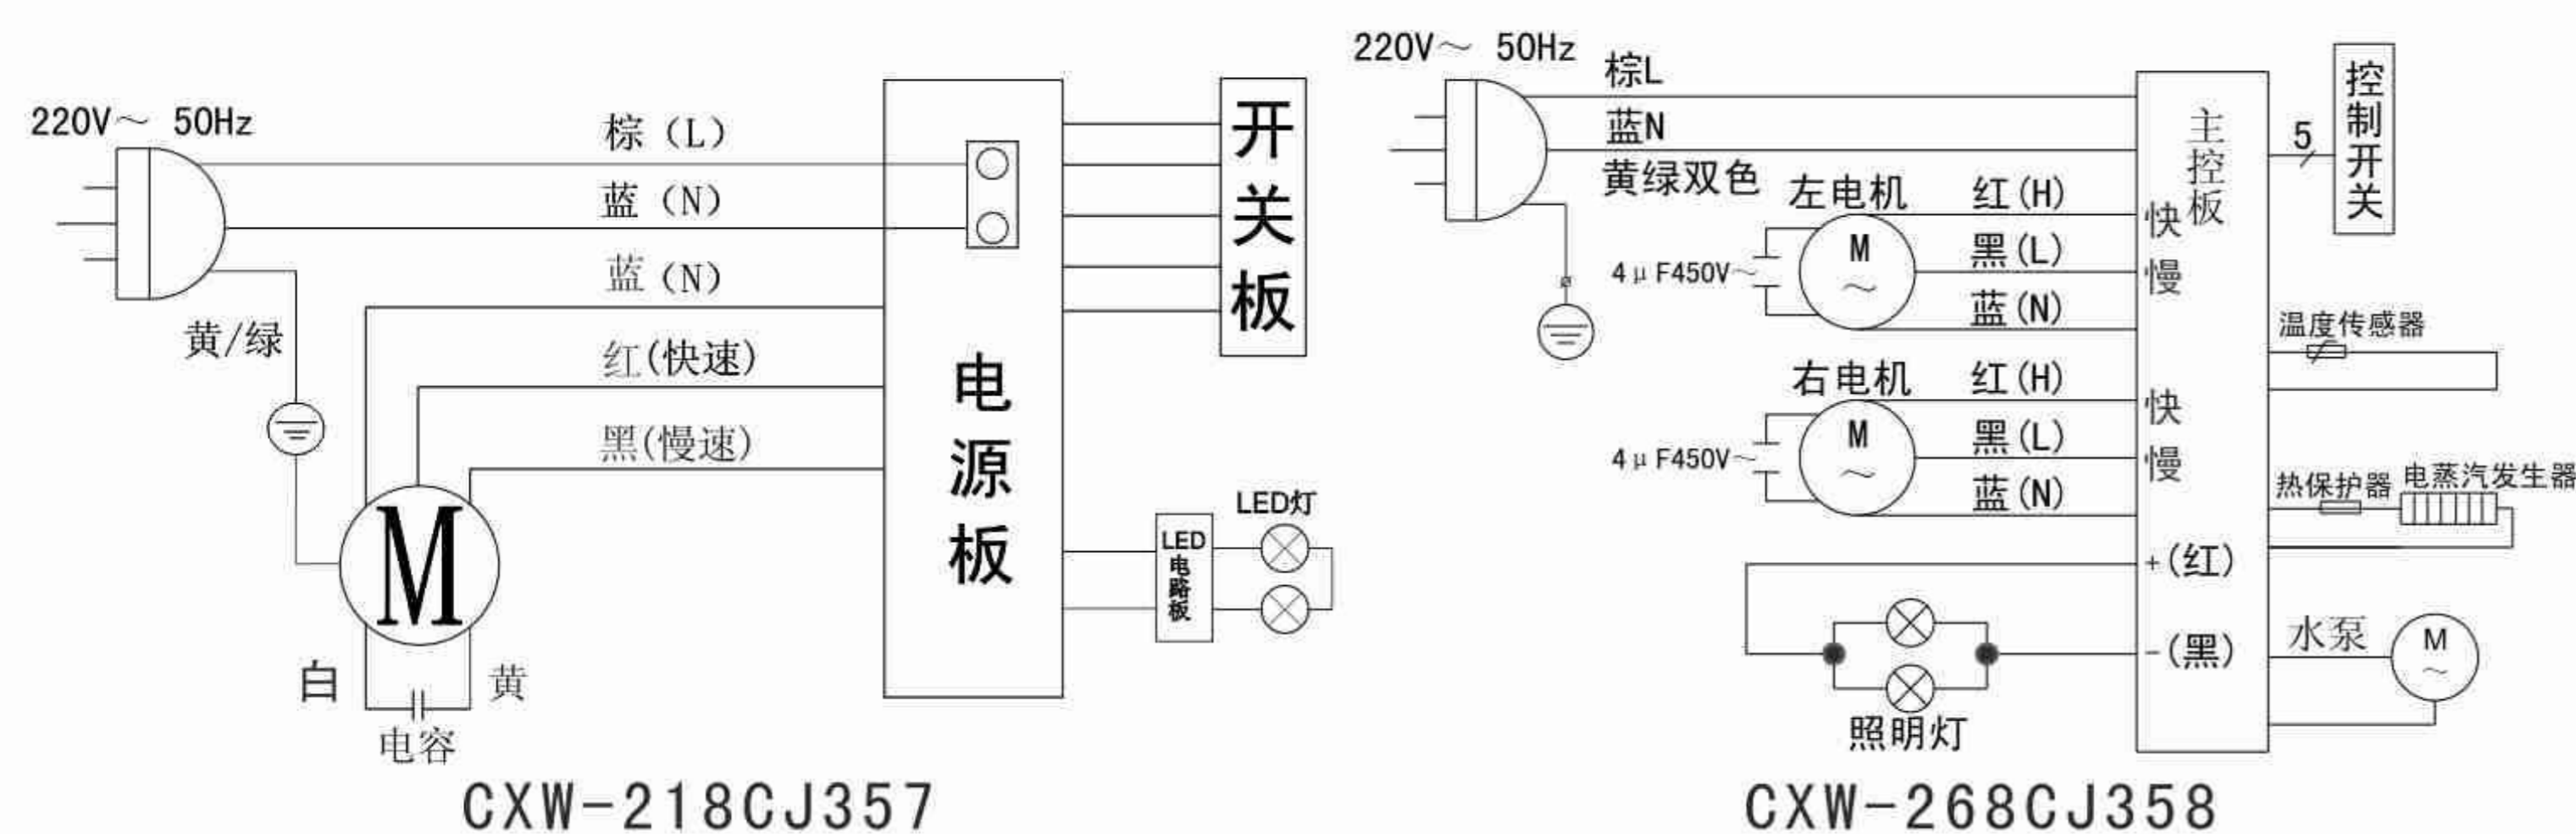 220V～ 50Hz
棕（L）
蓝（N）
蓝（N）
黄/绿
红(快速)
黑(慢速)
M
白
黄
电容
电源板
开关板
LED灯
LED电路板
CXW-218CJ357
220V～ 50Hz
棕L
蓝N
黄绿双色
左电机
红(H)
黑(L)
蓝(N)
M
～
4μF450V～
快
慢
主控板
5
控制开关
右电机
红(H)
黑(L)
蓝(N)
M
～
4μF450V～
快
慢
温度传感器
热保护器
电蒸汽发生器
+(红)
-(黑)
照明灯
水泵
M
～
CXW-268CJ358